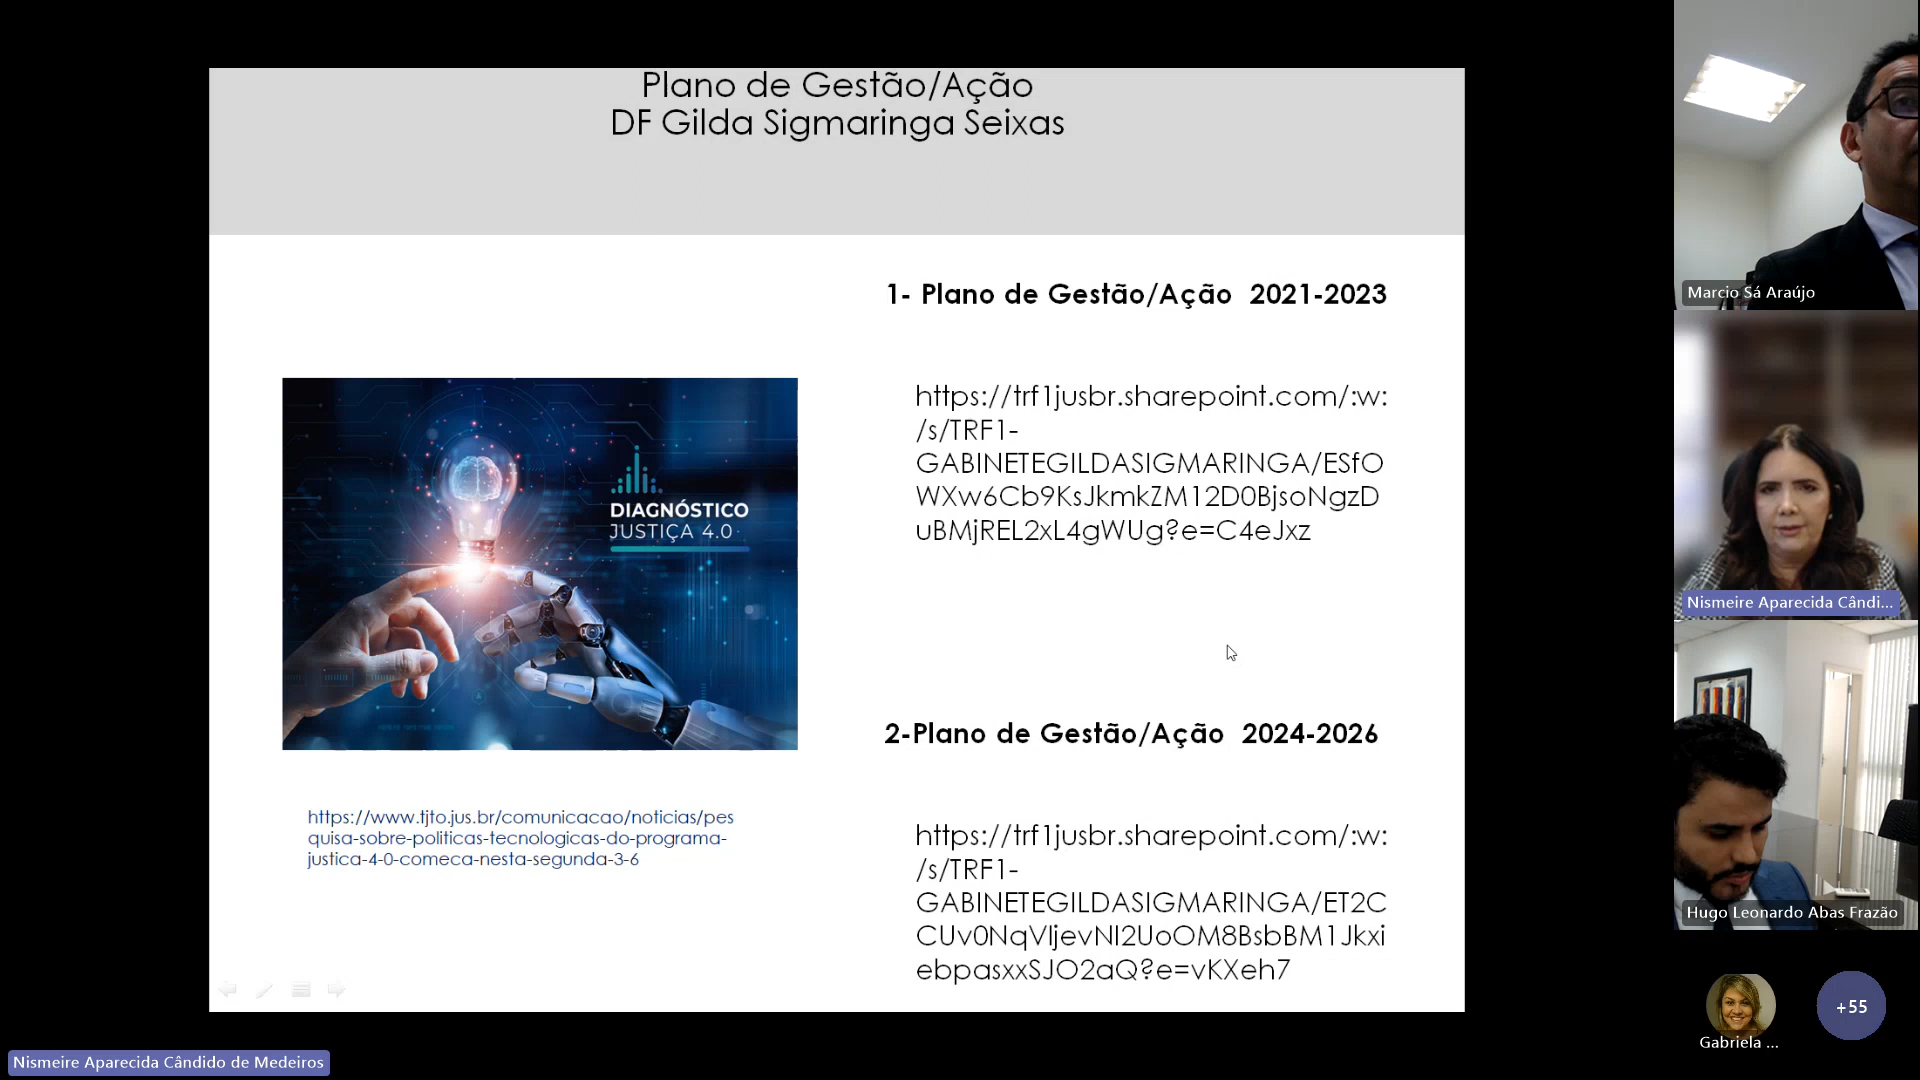 Plano de Gestão/Ação
DF Gilda Sigmaringa Seixas
1- Plano de Gestão/Ação 2021-2023
https://trf1jusbr.sharepoint.com/:w:
/s/TRF1-
GABINETEGILDASIGMARINGA/ESfO
WXw6Cb9KsJkmkZM12D0BjsoNgzD
uBMjREL2xL4gWUg?e=C4eJxz
DIAGNÓSTICO
JUSTIÇA 4.0
https://www.tjto.jus.br/comunicacao/noticias/pes
quisa-sobre-politicas-tecnologicas-do-programa-
justica-4-0-comeca-nesta-segunda-3-6
2-Plano de Gestão/Ação 2024-2026
https://trf1jusbr.sharepoint.com/:w:
/s/TRF1-
GABINETEGILDASIGMARINGA/ET2C
CUv0NqVljevNI2UoOM8BsbBM1Jkxi
ebpasxxSJO2aQ?e=vKXeh7
Marcio Sá Araújo
Nismeire Aparecida Cândi...
Hugo Leonardo Abas Frazão
Gabriela ...
+55
Nismeire Aparecida Cândido de Medeiros